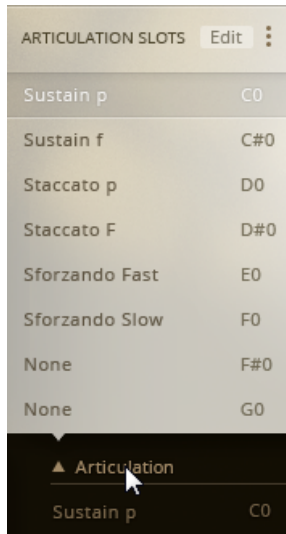 ARTICULATION SLOTS Edit
Sustain p C0
Sustain f C#0
Staccato p D0
Staccato F D#0
Sforzando Fast E0
Sforzando Slow F0
None F#0
None G0
Articulation
Sustain p C0